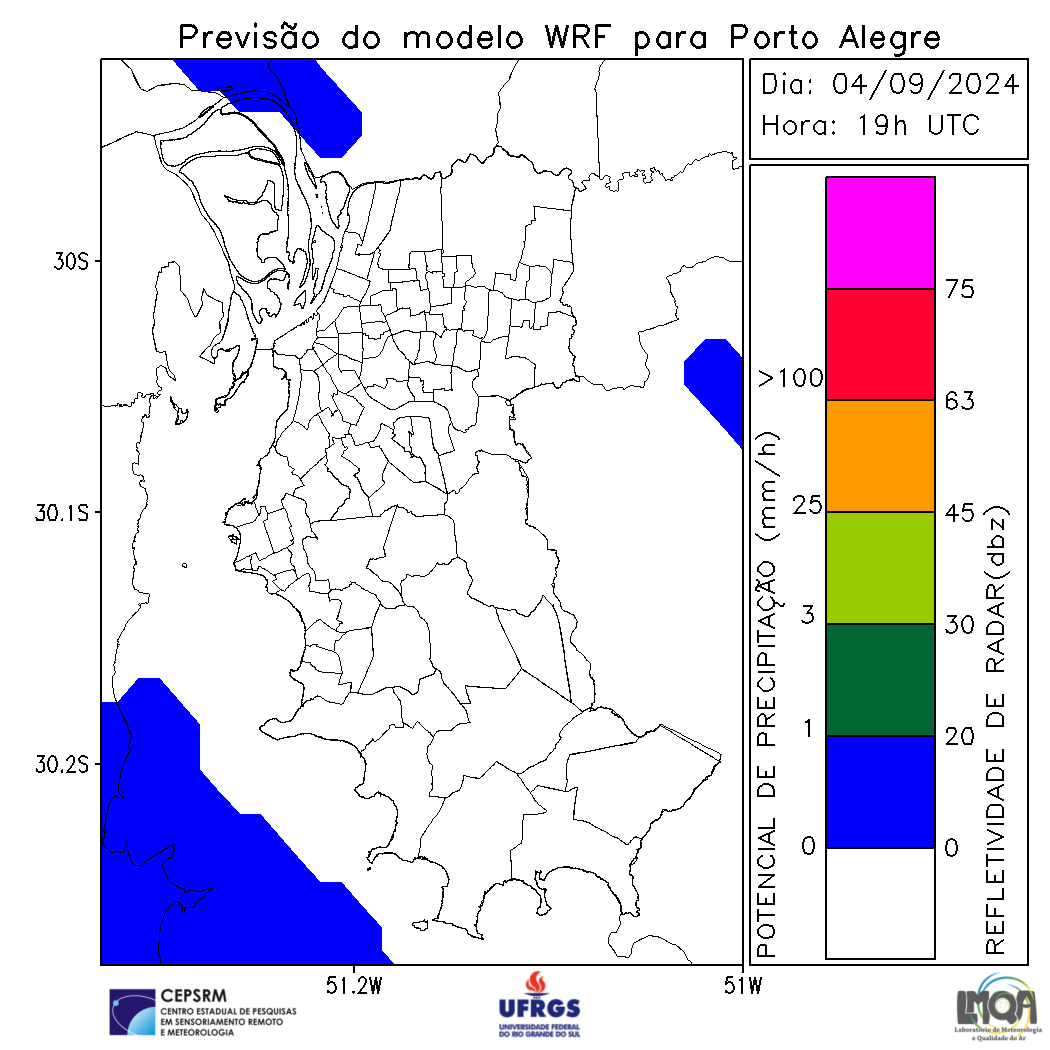 Previsão do modelo WRF para Porto Alegre
Dia: 04/09/2024
Hora: 19h UTC
30S
30.1S
30.2S
51.2W
51W
POTENCIAL DE PRECIPITAÇÃO (mm/h)
>100
25
3
1
0
75
63
45
30
20
0
REFLETIVIDADE DE RADAR(dbz)
CEPSRM
CENTRO ESTADUAL DE PESQUISAS
EM SENSORIAMENTO REMOTO
E METEOROLOGIA
UFRGS
UNIVERSIDADE FEDERAL
DO RIO GRANDE DO SUL
LMQA
Laboratório de Meteorologia
e Qualidade do Ar